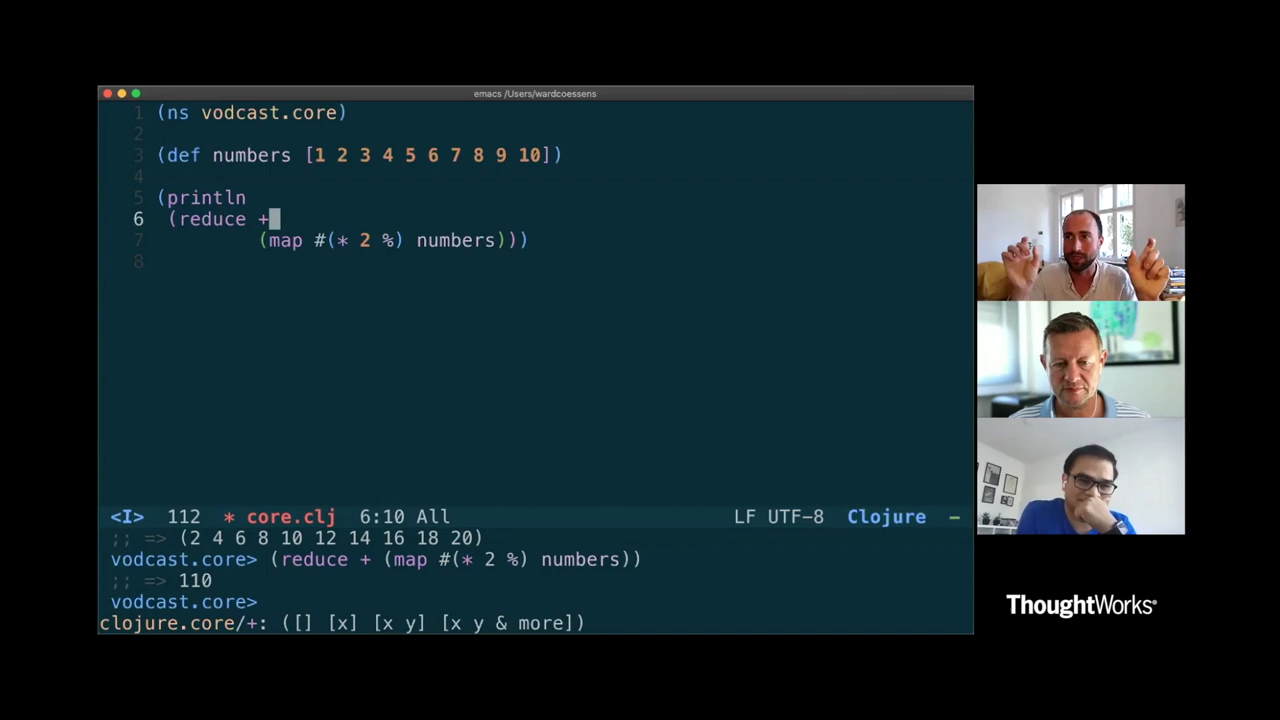 emacs /Users/wardcoessens
1 (ns vodcast.core)
2
3 (def numbers [1 2 3 4 5 6 7 8 9 10])
4
5 (println
6 (reduce +
7 (map #(* 2 %) numbers)))
8
<I> 112 * core.clj 6:10 All LF UTF-8 Clojure –
;; => (2 4 6 8 10 12 14 16 18 20)
vodcast.core> (reduce + (map #(* 2 %) numbers))
;; => 110
vodcast.core>
clojure.core/+: ([] [x] [x y] [x y & more])
ThoughtWorks®